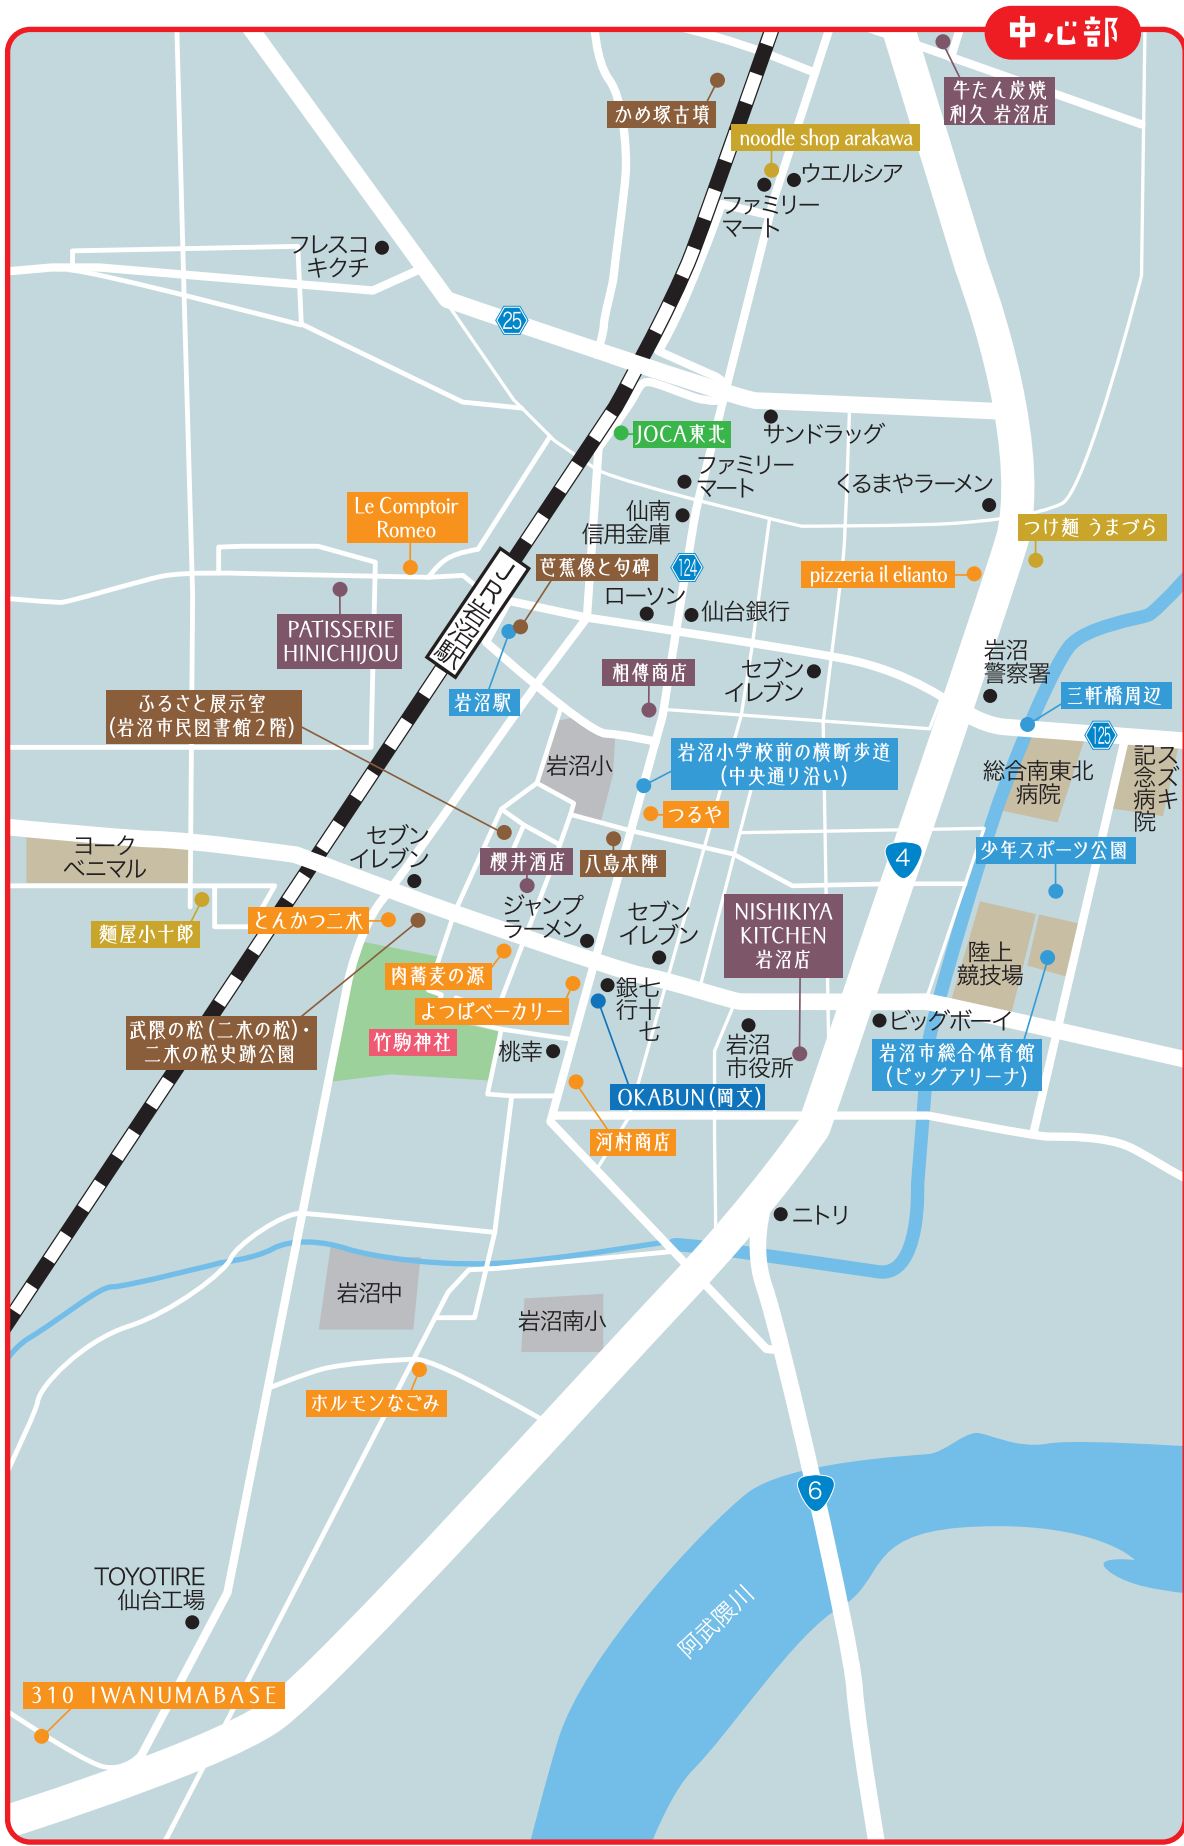 中心部
牛たん炭焼
利久 岩沼店
かめ塚古墳
noodle shop arakawa
ウエルシア
ファミリー
マート
フレスコ
キクチ
25
JOCA東北
サンドラッグ
ファミリー
マート
くるまやラーメン
Le Comptoir
Romeo
仙南
信用金庫
つけ麺 うまづら
芭蕉像と句碑
124
pizzeria il elianto
JR岩沼駅
ローソン
仙台銀行
PATISSERIE
HINICHIJOU
岩沼
警察署
相傳商店
セブン
イレブン
岩沼駅
三軒橋周辺
ふるさと展示室
(岩沼市民図書館2階)
125
岩沼小学校前の横断歩道
(中央通り沿い)
岩沼小
総合南東北
病院
スズキ
記念病院
つるや
ヨーク
ベニマル
セブン
イレブン
櫻井酒店
八島本陣
4
少年スポーツ公園
とんかつ二木
麺屋小十郎
ジャンプ
ラーメン
セブン
イレブン
NISHIKIYA
KITCHEN
岩沼店
陸上
競技場
肉蕎麦の源
よつばベーカリー
七十七
銀行
武隈の松(二木の松)・
二木の松史跡公園
竹駒神社
桃幸
岩沼
市役所
ビッグボーイ
岩沼市総合体育館
(ビッグアリーナ)
OKABUN(岡文)
河村商店
ニトリ
岩沼中
岩沼南小
ホルモンなごみ
6
TOYOTIRE
仙台工場
阿武隈川
310 IWANUMABASE